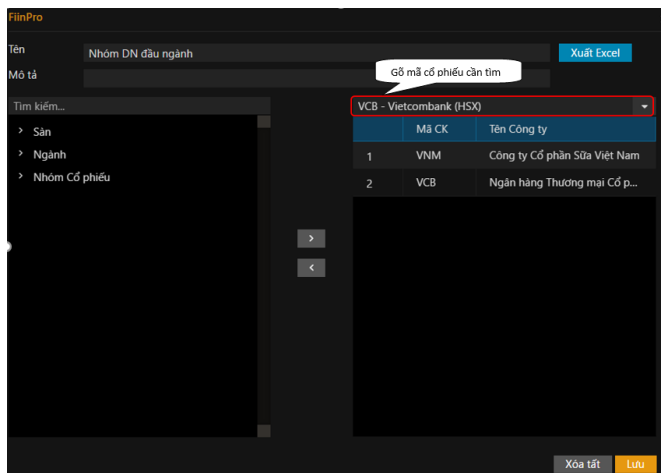 FiinPro
Tên
Nhóm DN đầu ngành
Xuất Excel
Mô tả
Gõ mã cổ phiếu cần tìm
Tìm kiếm...
VCB - Vietcombank (HSX)
Sàn
Ngành
Nhóm Cổ phiếu
Mã CK Tên Công ty
1 VNM Công ty Cổ phần Sữa Việt Nam
2 VCB Ngân hàng Thương mại Cổ p...
>
<
Xóa tất Lưu